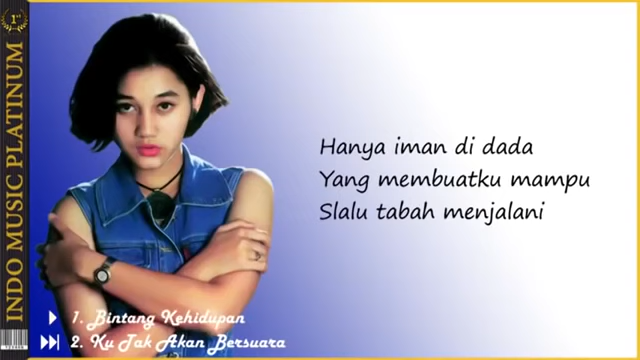 1st
INDO MUSIC PLATINUM
Hanya iman di dada
Yang membuatku mampu
Slalu tabah menjalani
1. Bintang Kehidupan
2. Ku Tak Akan Bersuara